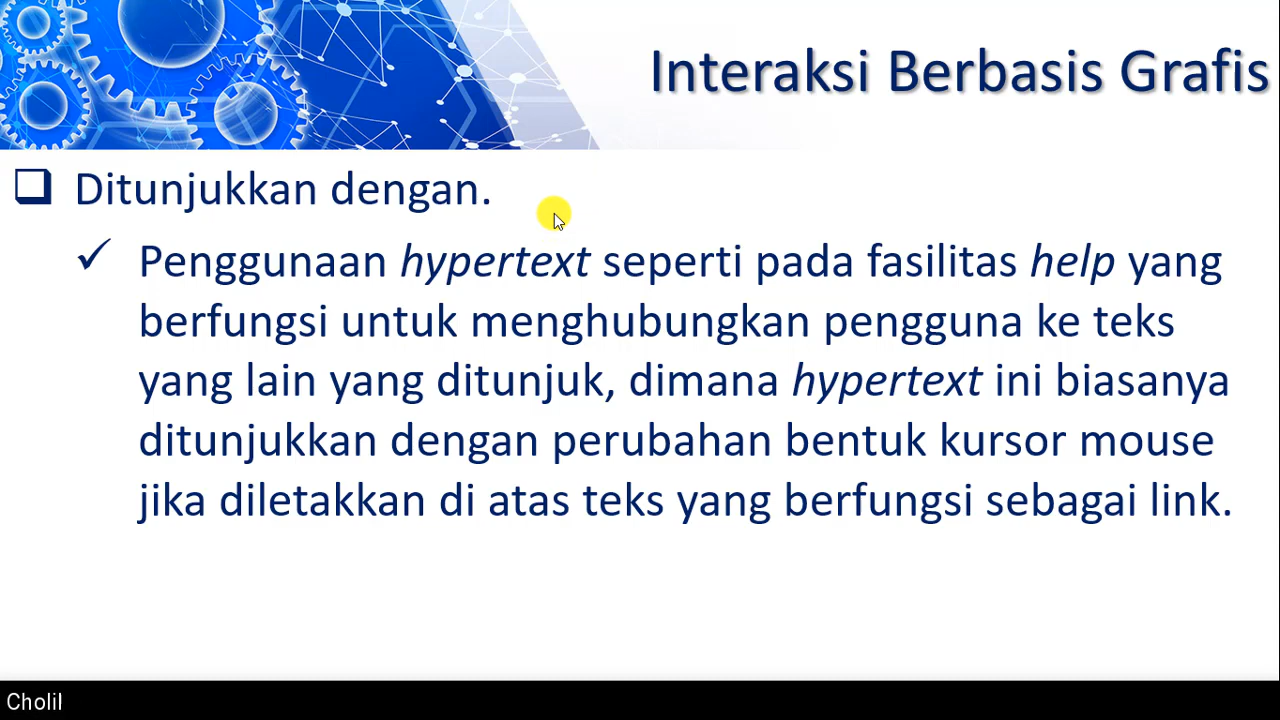 Interaksi Berbasis Grafis
Ditunjukkan dengan.
Penggunaan hypertext seperti pada fasilitas help yang
berfungsi untuk menghubungkan pengguna ke teks
yang lain yang ditunjuk, dimana hypertext ini biasanya
ditunjukkan dengan perubahan bentuk kursor mouse
jika diletakkan di atas teks yang berfungsi sebagai link.
Cholil